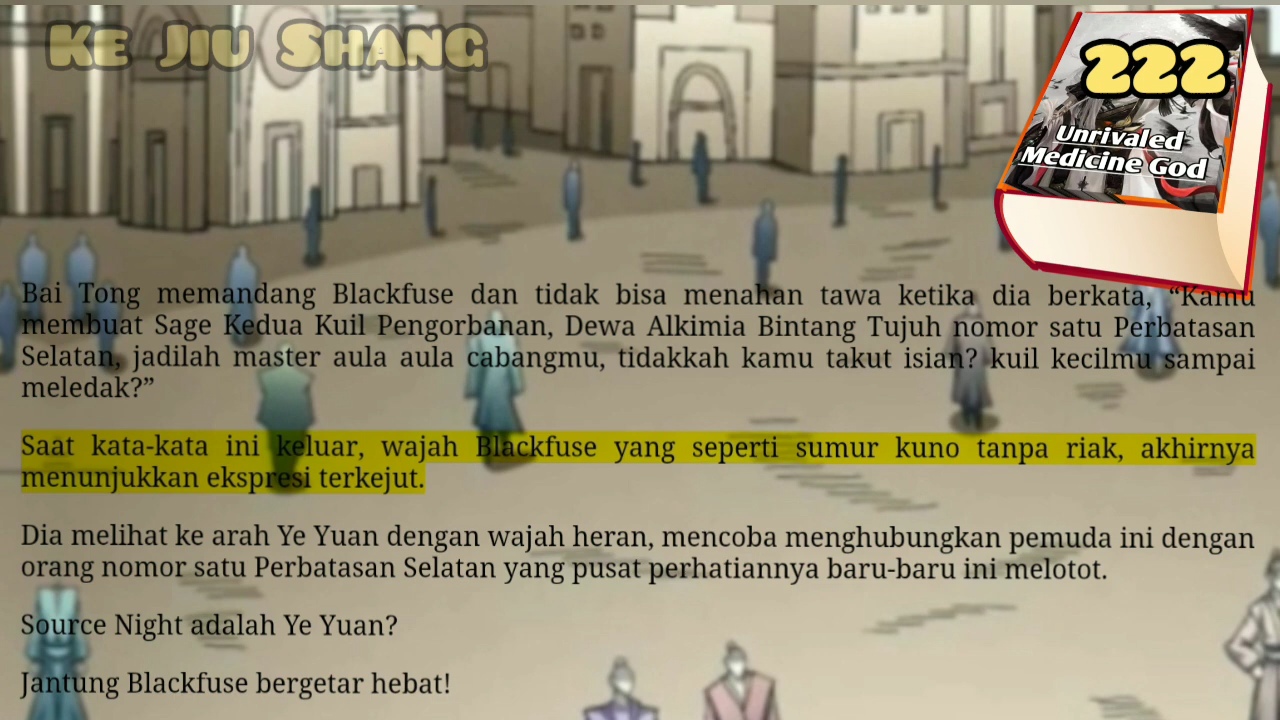 Ke Jiu Shang
222
Unrivaled
Medicine God
Bai Tong memandang Blackfuse dan tidak bisa menahan tawa ketika dia berkata, “Kamu
membuat Sage Kedua Kuil Pengorbanan, Dewa Alkimia Bintang Tujuh nomor satu Perbatasan
Selatan, jadilah master aula aula cabangmu, tidakkah kamu takut isian? kuil kecilmu sampai
meledak?”
Saat kata-kata ini keluar, wajah Blackfuse yang seperti sumur kuno tanpa riak, akhirnya
menunjukkan ekspresi terkejut.
Dia melihat ke arah Ye Yuan dengan wajah heran, mencoba menghubungkan pemuda ini dengan
orang nomor satu Perbatasan Selatan yang pusat perhatiannya baru-baru ini melotot.
Source Night adalah Ye Yuan?
Jantung Blackfuse bergetar hebat!